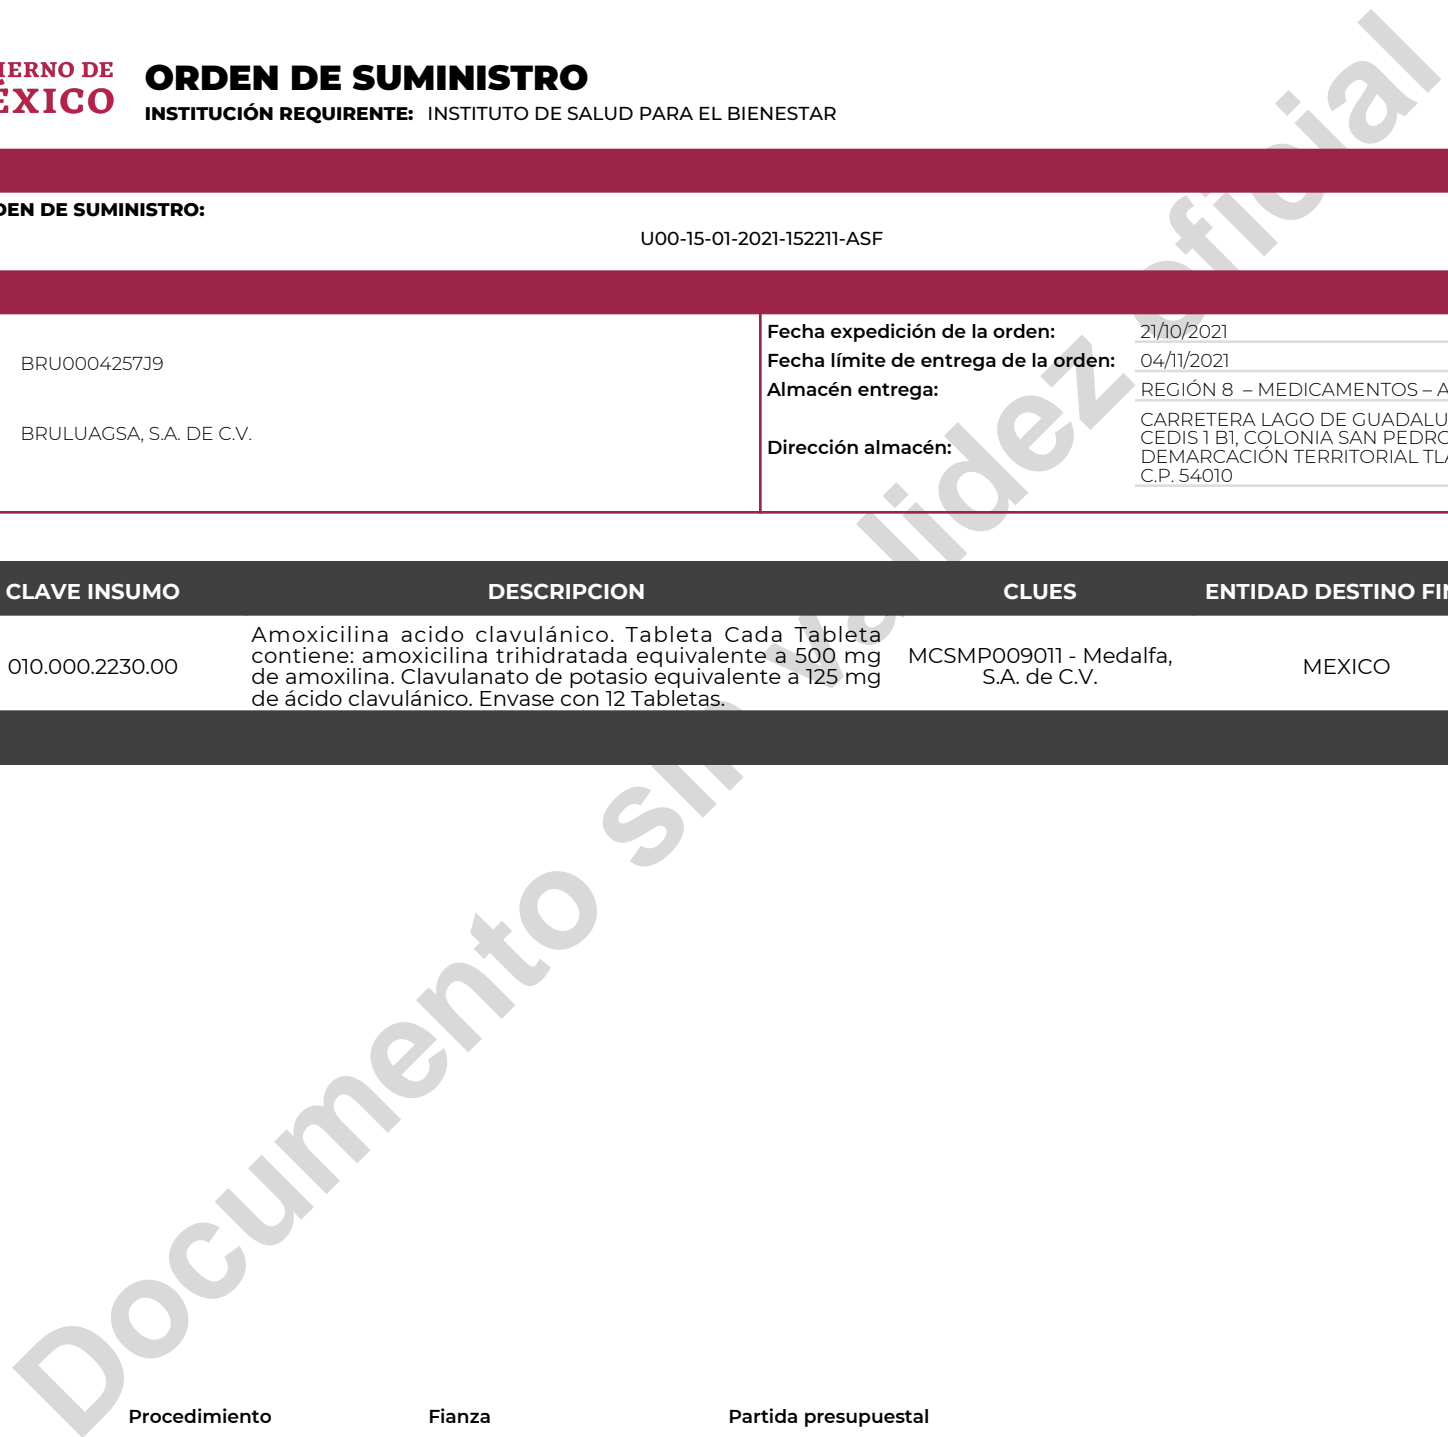 IERNO DE
ÉXICO
ORDEN DE SUMINISTRO
INSTITUCIÓN REQUIRENTE: INSTITUTO DE SALUD PARA EL BIENESTAR
DEN DE SUMINISTRO:
U00-15-01-2021-152211-ASF
BRU0004257J9
BRULUAGSA, S.A. DE C.V.
Fecha expedición de la orden: 21/10/2021
Fecha límite de entrega de la orden: 04/11/2021
Almacén entrega: REGIÓN 8 – MEDICAMENTOS – A
Dirección almacén:
CARRETERA LAGO DE GUADALU
CEDIS 1 B1, COLONIA SAN PEDRO
DEMARCACIÓN TERRITORIAL TLA
C.P. 54010
CLAVE INSUMO DESCRIPCION CLUES ENTIDAD DESTINO FIN
010.000.2230.00
Amoxicilina acido clavulánico. Tableta Cada Tableta
contiene: amoxicilina trihidratada equivalente a 500 mg
de amoxilina. Clavulanato de potasio equivalente a 125 mg
de ácido clavulánico. Envase con 12 Tabletas.
MCSMP009011 - Medalfa,
S.A. de C.V.
MEXICO
Documento sin validez oficial
Procedimiento Fianza Partida presupuestal